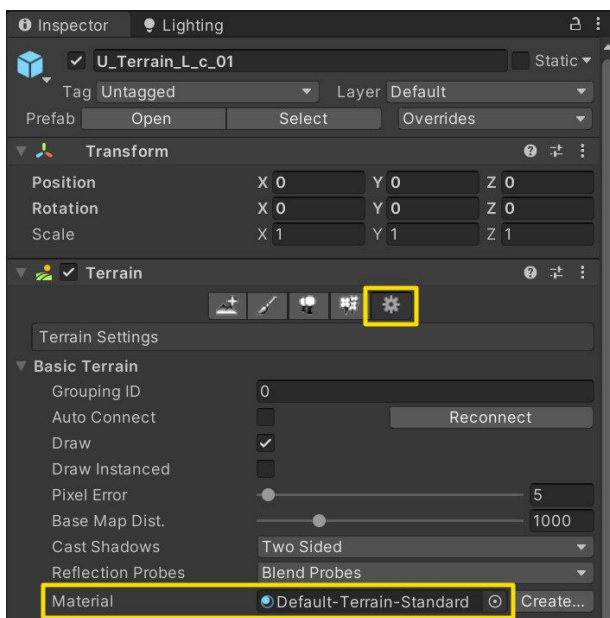 Inspector Lighting
U_Terrain_L_c_01 Static
Tag Untagged Layer Default
Prefab Open Select Overrides
Transform
Position X 0 Y 0 Z 0
Rotation X 0 Y 0 Z 0
Scale X 1 Y 1 Z 1
Terrain
Terrain Settings
Basic Terrain
Grouping ID 0
Auto Connect Reconnect
Draw
Draw Instanced
Pixel Error 5
Base Map Dist. 1000
Cast Shadows Two Sided
Reflection Probes Blend Probes
Material Default-Terrain-Standard Create...